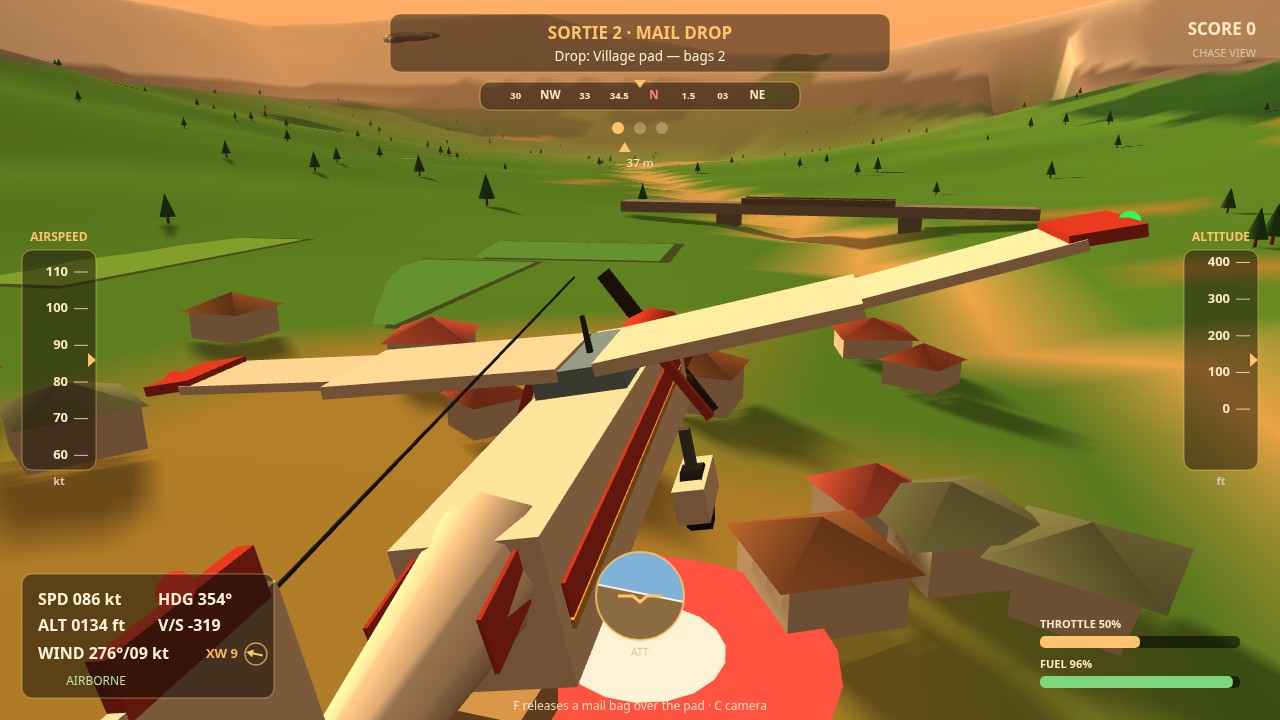 SORTIE 2 · MAIL DROP
Drop: Village pad — bags 2
SCORE 0
CHASE VIEW
30 NW 33 34.5 N 1.5 03 NE
37 m
AIRSPEED
110
100
90
80
70
60
kt
ALTITUDE
400
300
200
100
0
ft
SPD 086 kt HDG 354°
ALT 0134 ft V/S -319
WIND 276°/09 kt XW 9
AIRBORNE
ATT
THROTTLE 50%
FUEL 96%
F releases a mail bag over the pad · C camera